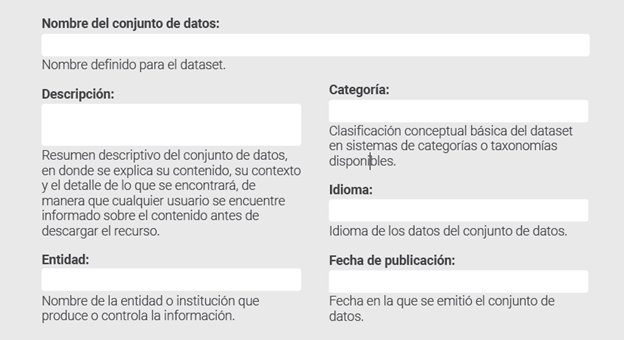 Nombre del conjunto de datos:
Nombre definido para el dataset.
Descripción:
Resumen descriptivo del conjunto de datos,
en donde se explica su contenido, su contexto
y el detalle de lo que se encontrará, de
manera que cualquier usuario se encuentre
informado sobre el contenido antes de
descargar el recurso.
Entidad:
Nombre de la entidad o institución que
produce o controla la información.
Categoría:
Clasificación conceptual básica del dataset
en sistemas de categorías o taxonomías
disponibles.
Idioma:
Idioma de los datos del conjunto de datos.
Fecha de publicación:
Fecha en la que se emitió el conjunto de
datos.